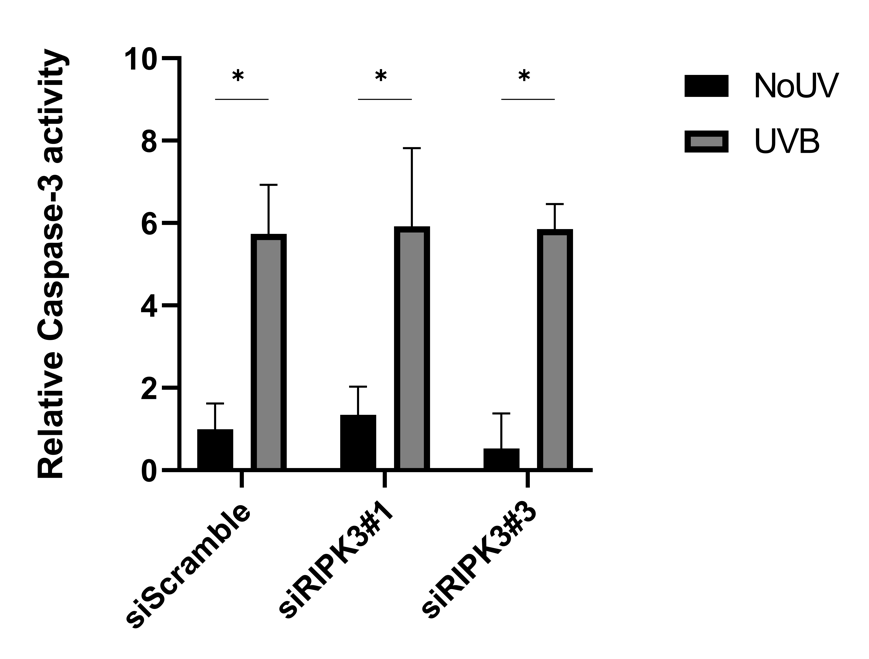 Relative Caspase-3 activity
10
8
6
4
2
0
*
*
*
NoUV
UVB
siScramble
siRIPK3#1
siRIPK3#3